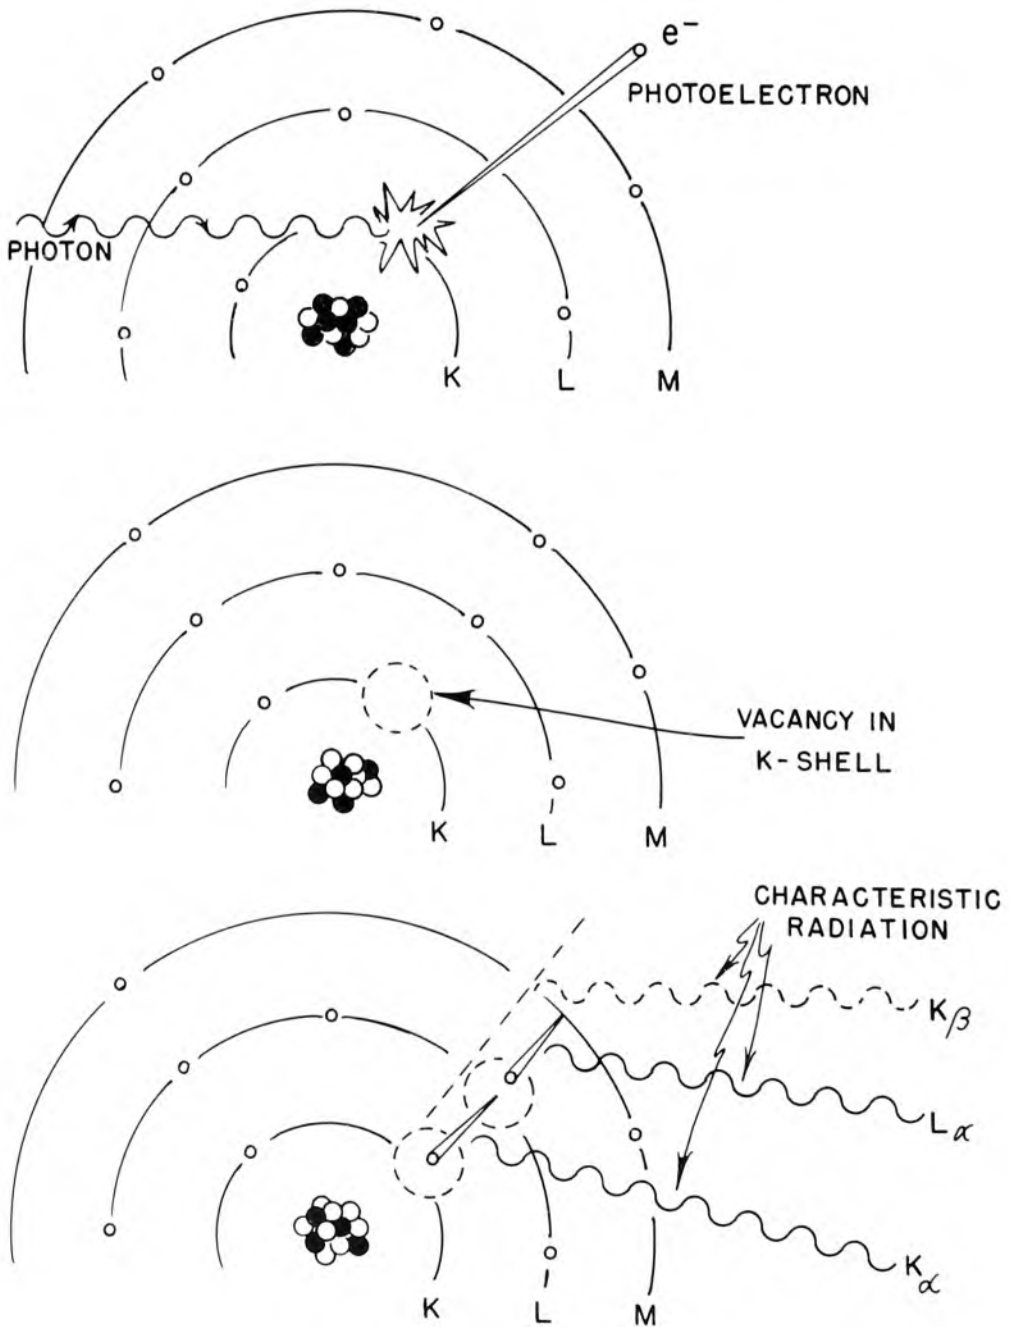 e⁻
PHOTOELECTRON
PHOTON
K L M
VACANCY IN
K-SHELL
K L M
CHARACTERISTIC
RADIATION
Kβ
Lα
Kα
K L M